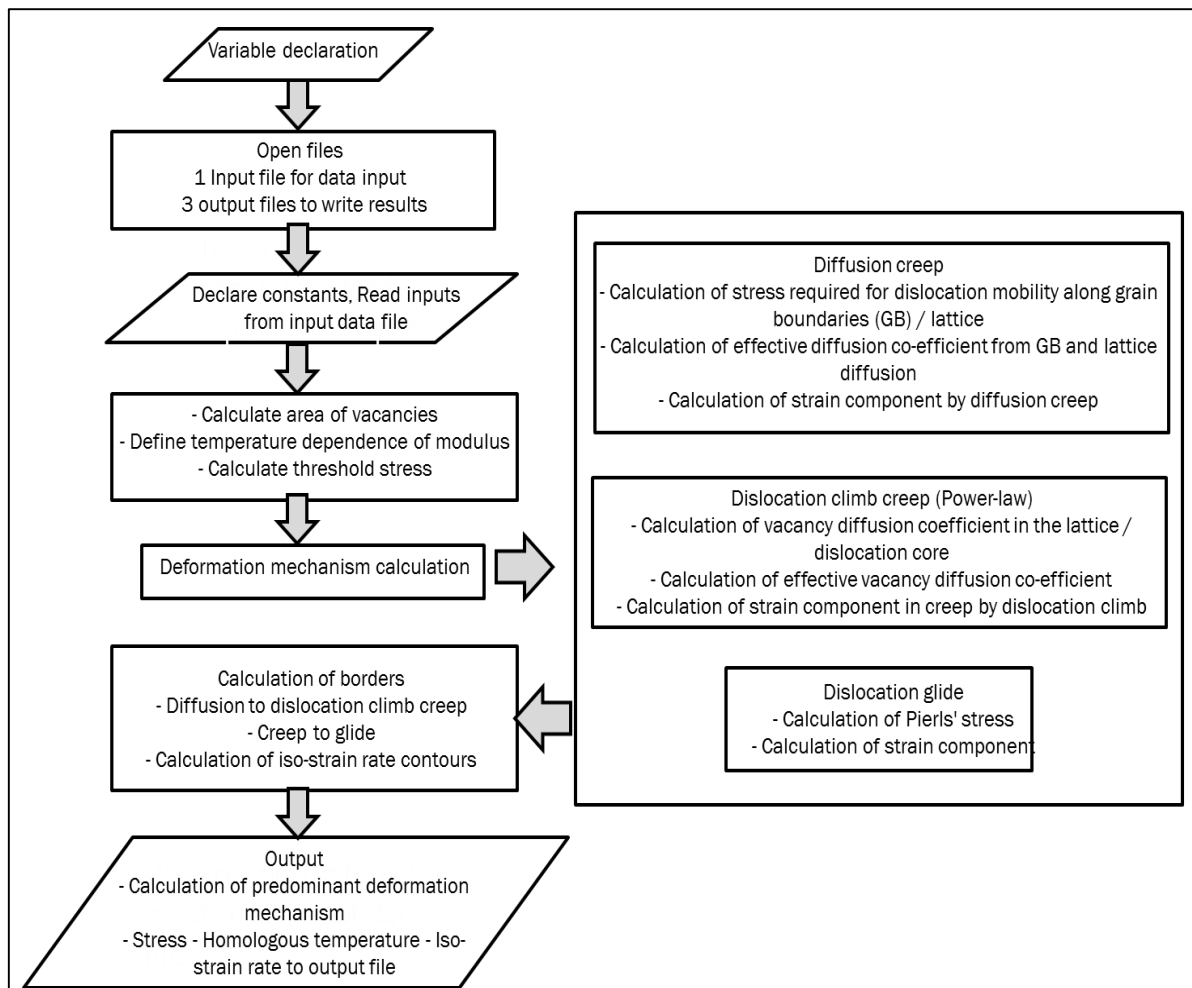 Variable declaration
Open files
1 Input file for data input
3 output files to write results
Declare constants, Read inputs
from input data file
- Calculate area of vacancies
- Define temperature dependence of modulus
- Calculate threshold stress
Deformation mechanism calculation
Diffusion creep
- Calculation of stress required for dislocation mobility along grain
boundaries (GB) / lattice
- Calculation of effective diffusion co-efficient from GB and lattice
diffusion
- Calculation of strain component by diffusion creep
Dislocation climb creep (Power-law)
- Calculation of vacancy diffusion coefficient in the lattice /
dislocation core
- Calculation of effective vacancy diffusion co-efficient
- Calculation of strain component in creep by dislocation climb
Dislocation glide
- Calculation of Pierls' stress
- Calculation of strain component
Calculation of borders
- Diffusion to dislocation climb creep
- Creep to glide
- Calculation of iso-strain rate contours
Output
- Calculation of predominant deformation
mechanism
- Stress - Homologous temperature - Iso-
strain rate to output file